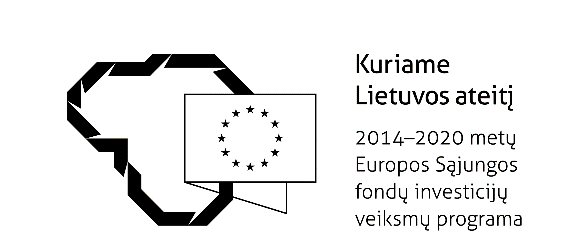 Kuriame
Lietuvos ateitį
2014–2020 metų
Europos Sąjungos
fondų investicijų
veiksmų programa